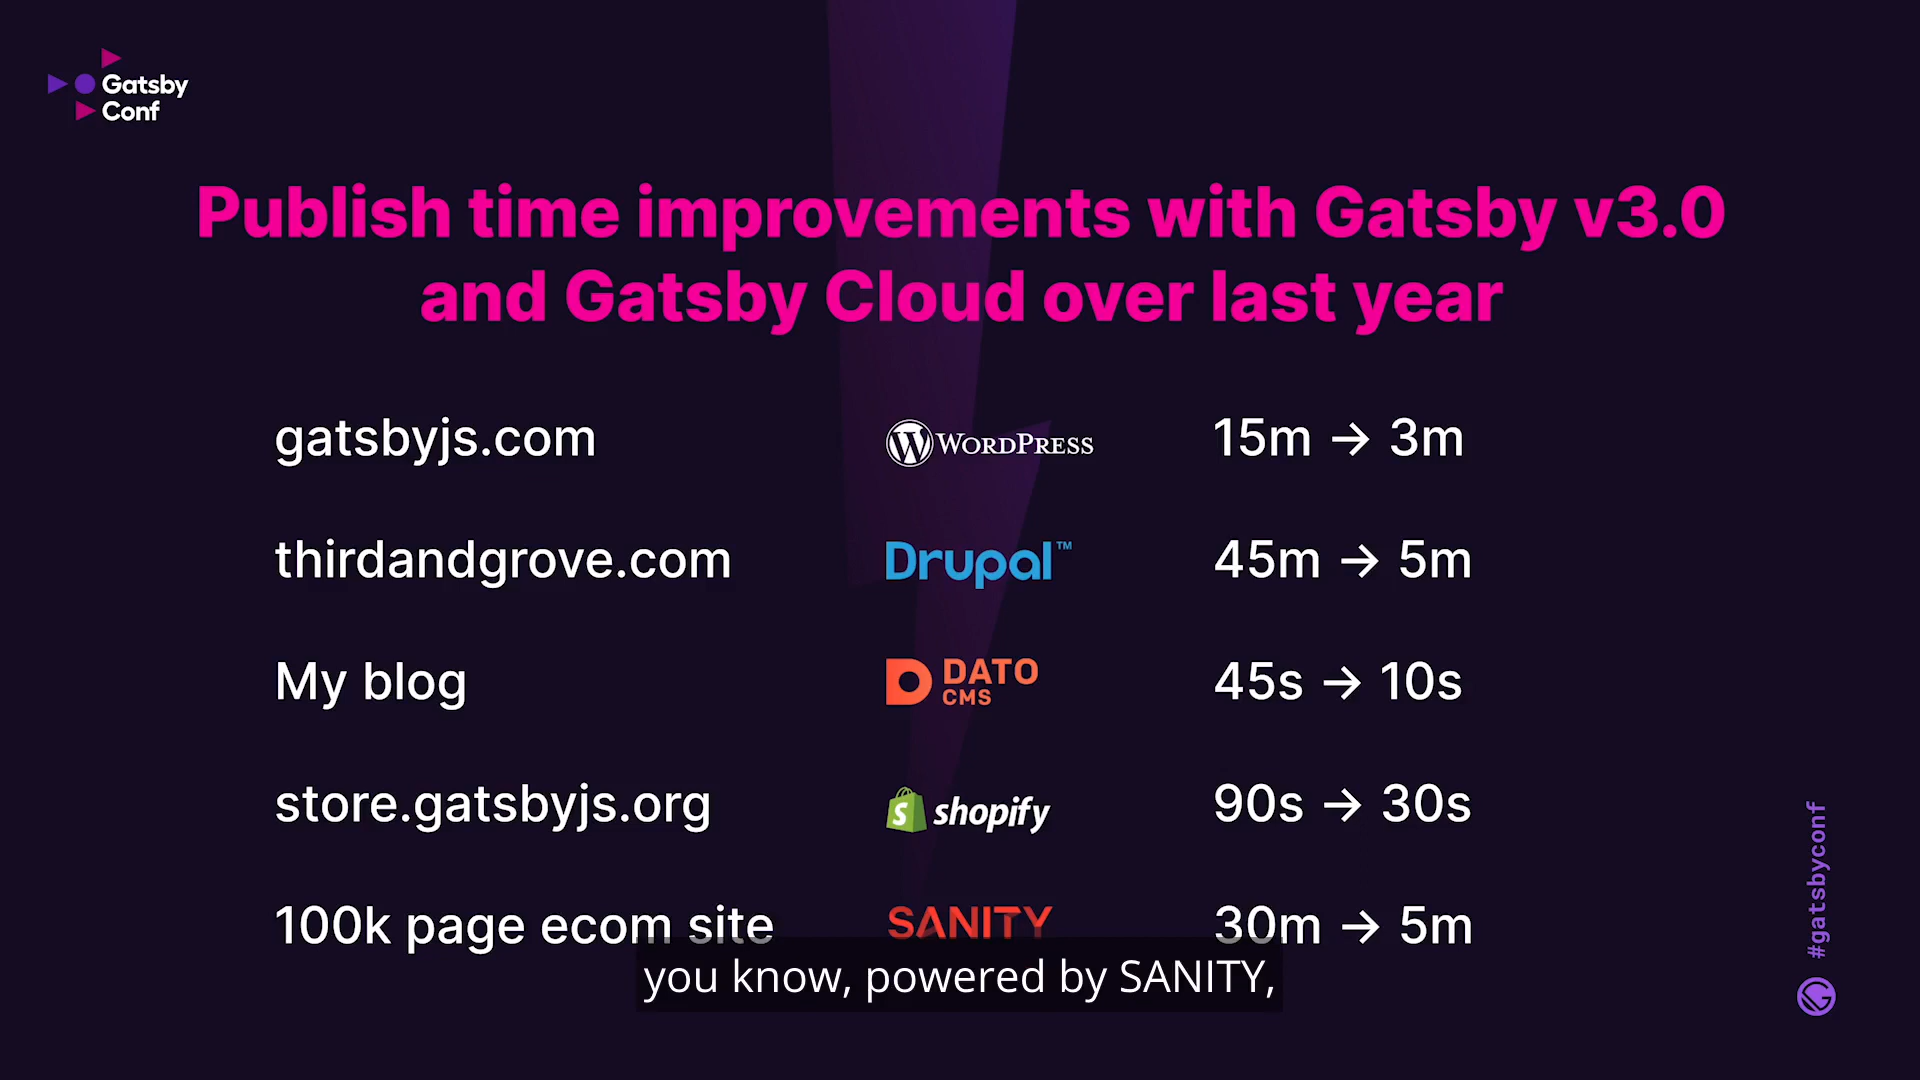 Gatsby
Conf
Publish time improvements with Gatsby v3.0
and Gatsby Cloud over last year
gatsbyjs.com WORDPRESS 15m → 3m
thirdandgrove.com Drupal™ 45m → 5m
My blog DATO CMS 45s → 10s
store.gatsbyjs.org shopify 90s → 30s
100k page ecom site SANITY 30m → 5m
you know, powered by SANITY,
#gatsbyconf